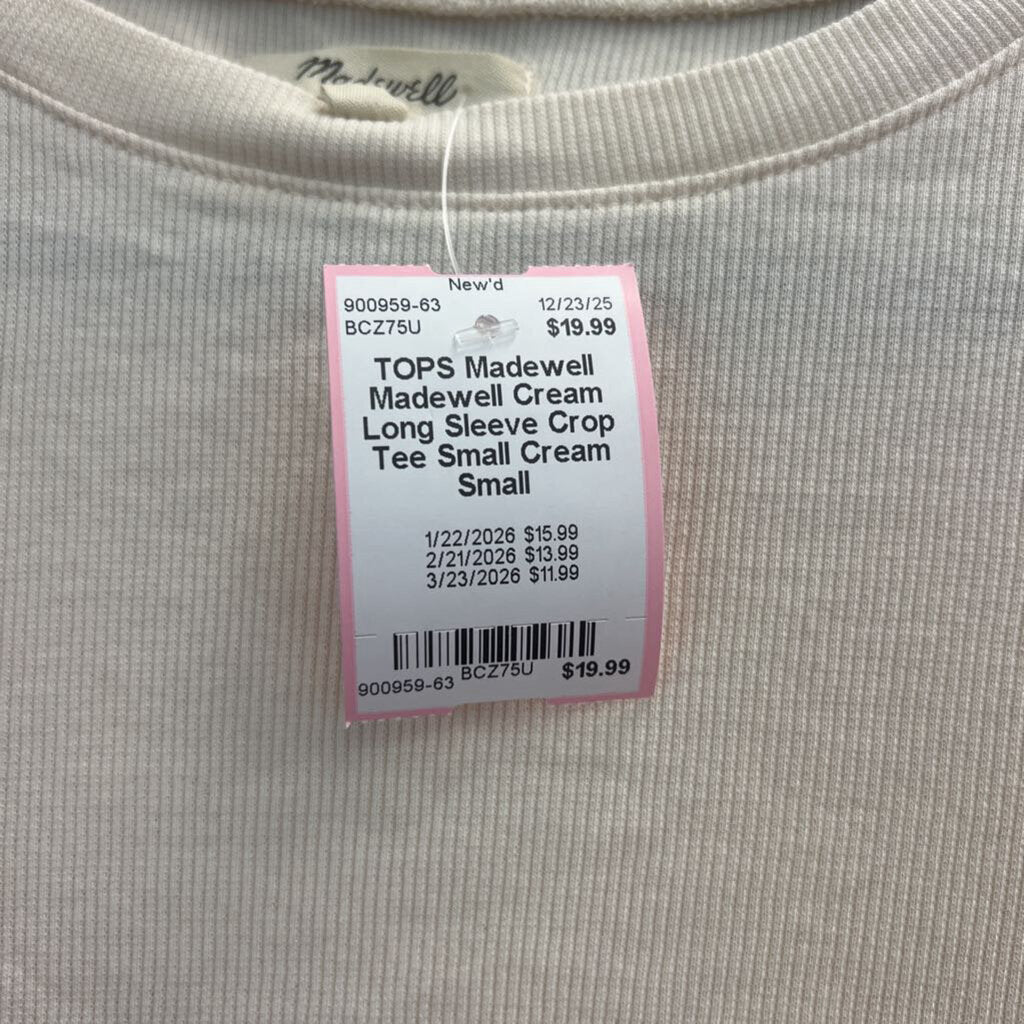 Madewell
New'd
900959-63 12/23/25
BCZ75U $19.99
TOPS Madewell
Madewell Cream
Long Sleeve Crop
Tee Small Cream
Small
1/22/2026 $15.99
2/21/2026 $13.99
3/23/2026 $11.99
900959-63 BCZ75U $19.99